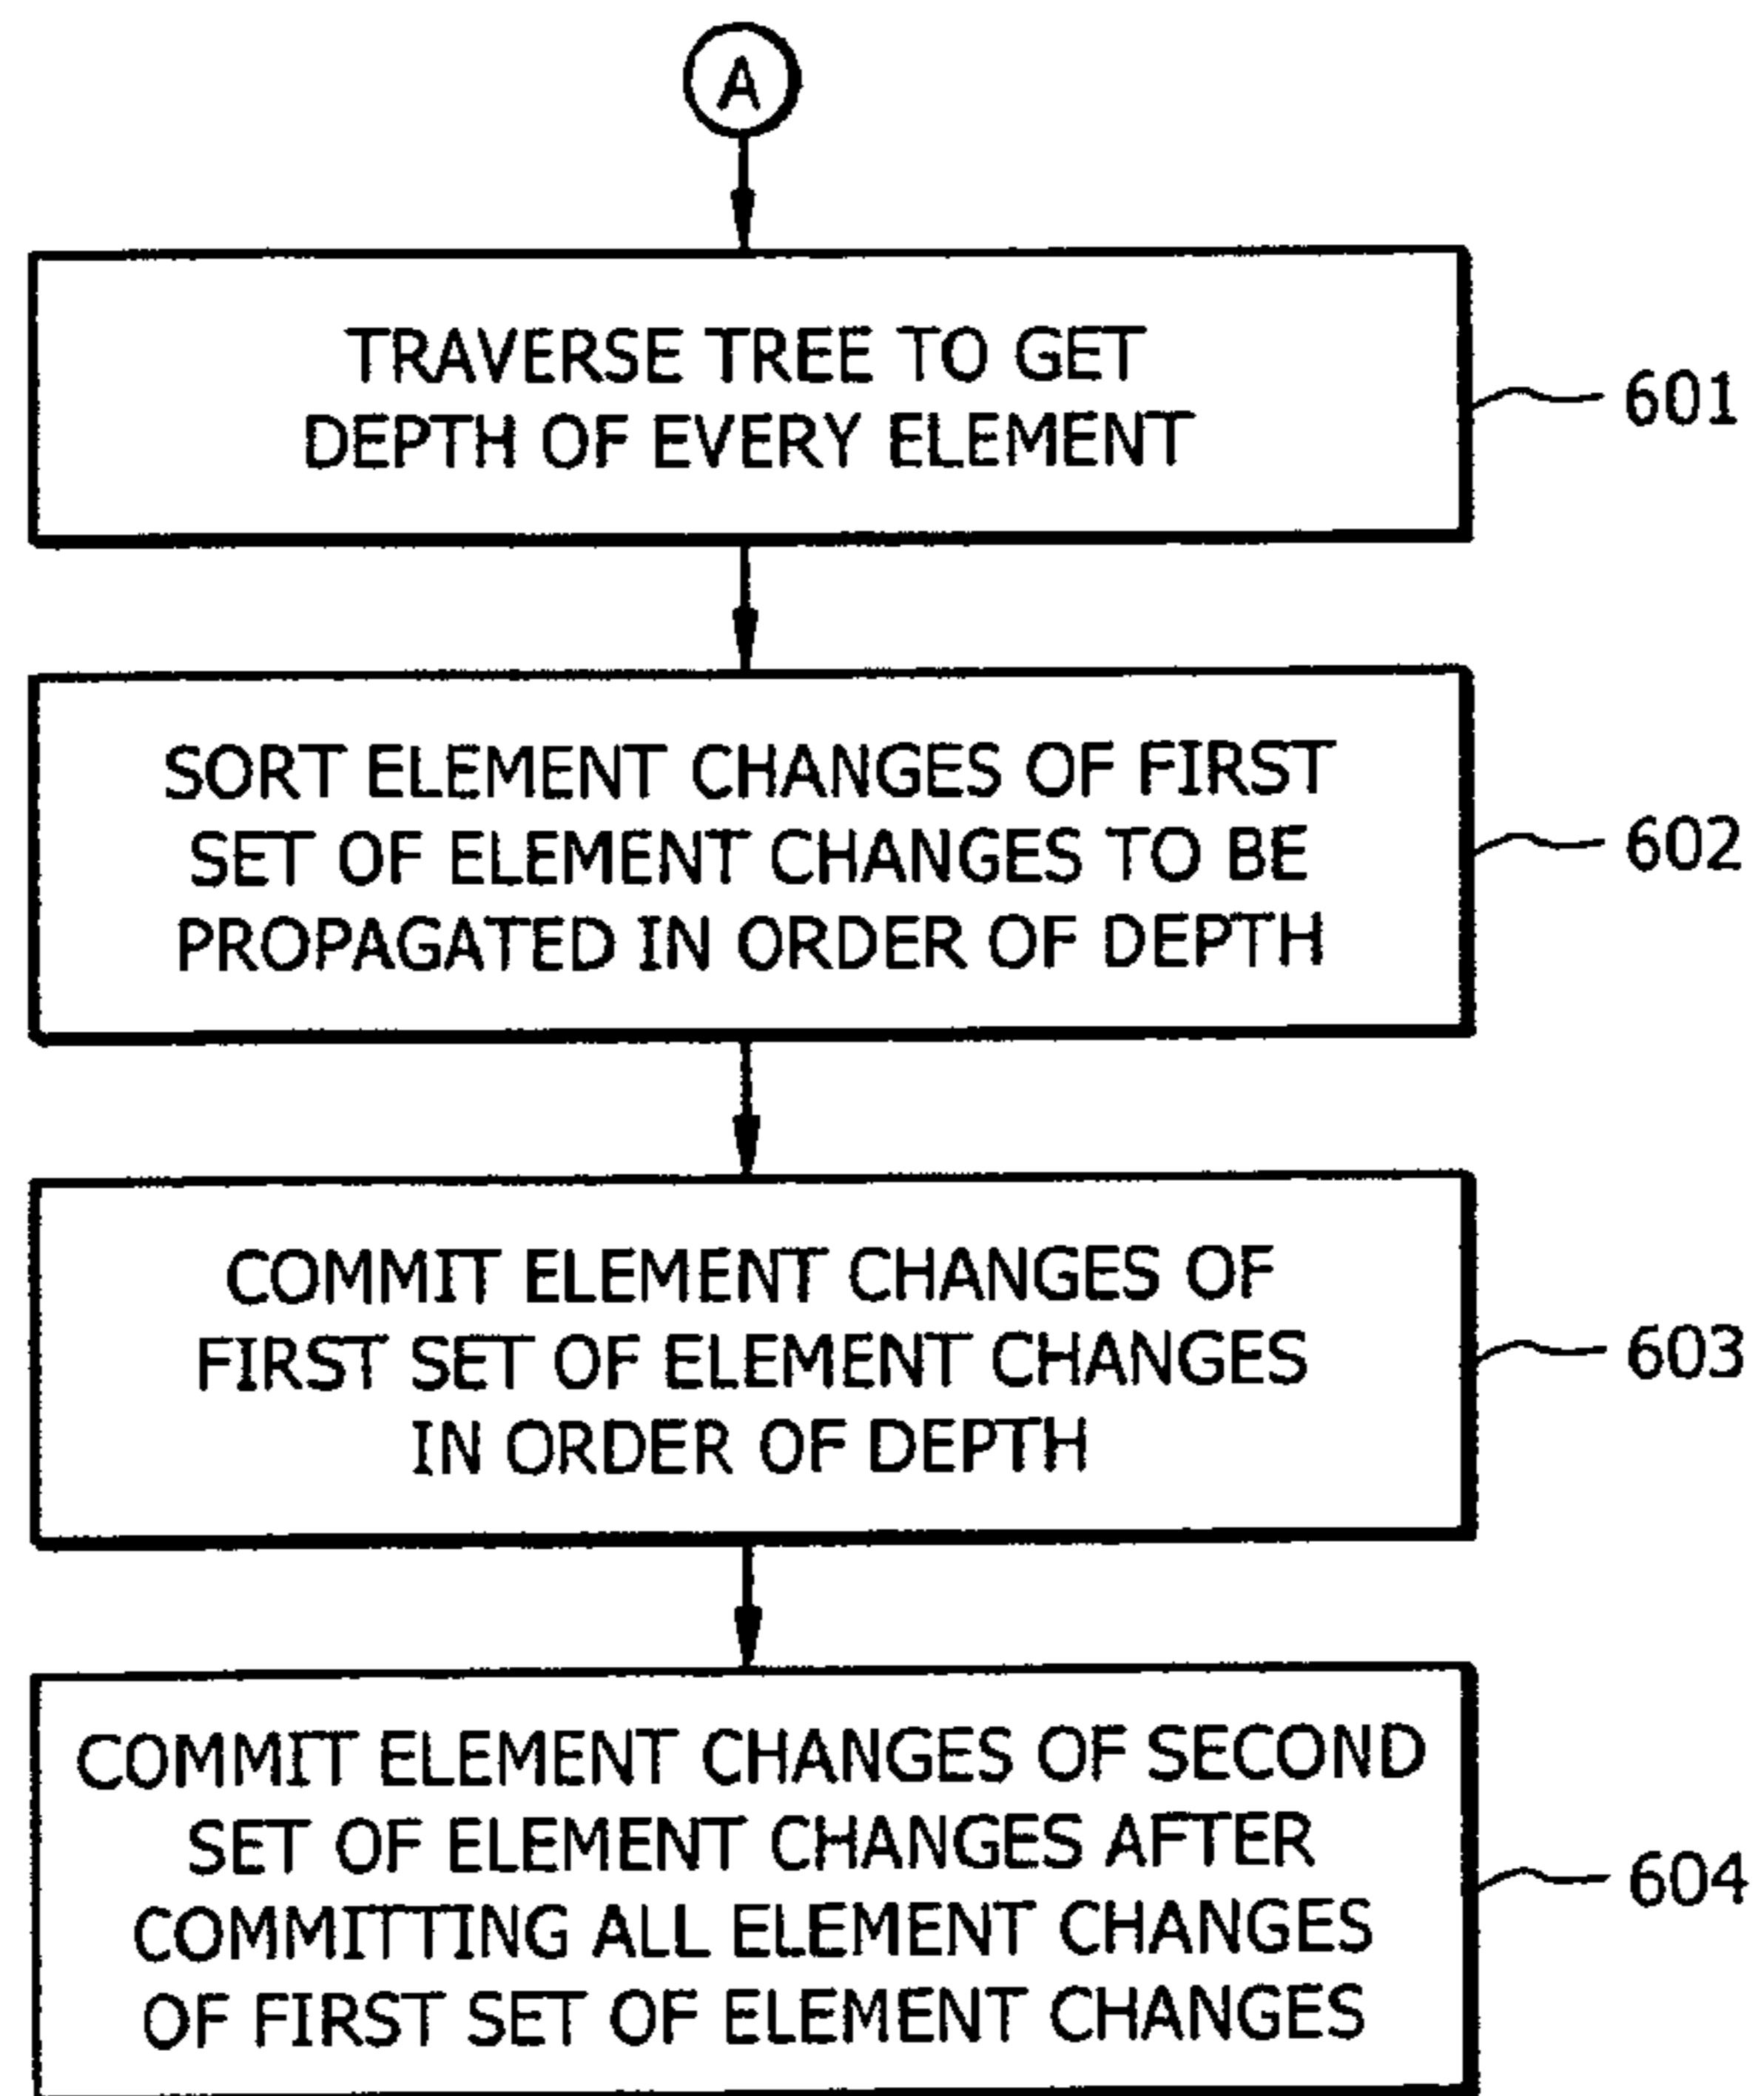 A
TRAVERSE TREE TO GET
DEPTH OF EVERY ELEMENT
601
SORT ELEMENT CHANGES OF FIRST
SET OF ELEMENT CHANGES TO BE
PROPAGATED IN ORDER OF DEPTH
602
COMMIT ELEMENT CHANGES OF
FIRST SET OF ELEMENT CHANGES
IN ORDER OF DEPTH
603
COMMIT ELEMENT CHANGES OF SECOND
SET OF ELEMENT CHANGES AFTER
COMMITTING ALL ELEMENT CHANGES
OF FIRST SET OF ELEMENT CHANGES
604